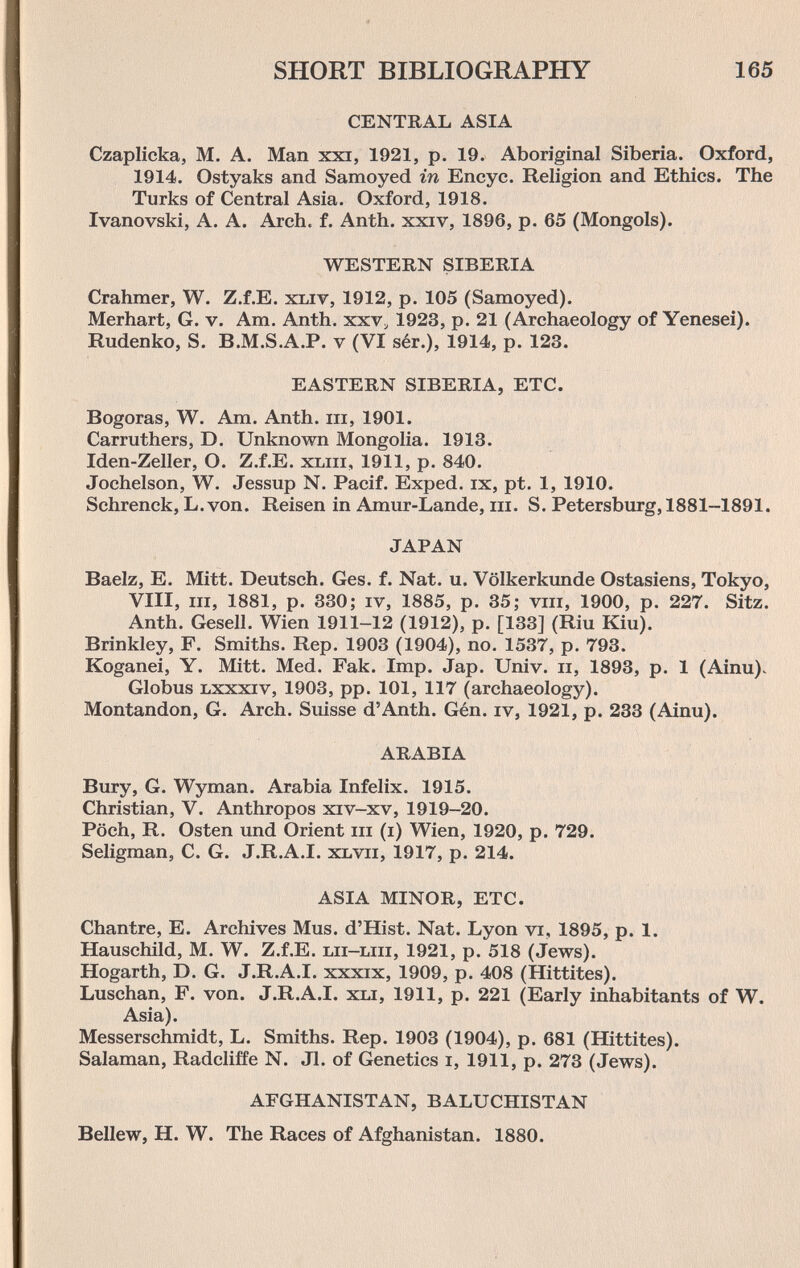 SHORT BIBLIOGRAPHY 165
CENTRAL ASIA
Czaplicka, M. A. Man xxi, 1921, p. 19. Aboriginal Siberia. Oxford,
1914. Ostyaks and Samoyed in Encyc. Religion and Ethics. The
Turks of Central Asia. Oxford, 1918.
Ivanovski, A. A. Arch. f. Anth. xxiv, 1896, p. 65 (Mongols).
WESTERN SIBERIA
Crahmer, W. Z.f.E. xliv, 1912, p. 105 (Samoyed).
Merhart, G. v. Am. Anth. xxv, 1923, p. 21 (Archaeology of Yenesei).
Rudenko, S. B.M.S.A.P. v (VI sér.), 1914, p. 123.
EASTERN SIBERIA, ETC.
Bogoras, W. Am. Anth. iii, 1901.
Carruthers, D. Unknown Mongolia. 1913.
Iden-Zeller, O. Z.f.E. xliii, 1911, p. 840.
Jochelson, W. Jessup N. Pacif. Exped. ix, pt. 1, 1910.
Schrenck, L. von. Reisen in Amur-Lande, iii. S. Petersburg, 1881–1891.
JAPAN
Baelz, E. Mitt. Deutsch. Ges. f. Nat. u. Völkerkunde Ostasiens, Tokyo,
VIII, iii, 1881, p. 330; iv, 1885, p. 35; viii, 1900, p. 227. Sitz.
Anth. Gesell. Wien 1911–12 (1912), p. [133] (Riu Kiu).
Brinkley, F. Smiths. Rep. 1903 (1904), no. 1537, p. 793.
Koganei, Y. Mitt. Med. Fak. Imp. Jap. Univ. ii, 1893, p. 1 (Ainu).
Globus lxxxiv, 1903, pp. 101, 117 (archaeology).
Montandon, G. Arch. Suisse d'Anth. Gén. iv, 1921, p. 233 (Ainu).
ARABIA
Bury, G. Wyman. Arabia Infelix. 1915.
Christian, V. Anthropos xiv–xv, 1919–20.
Pöch, R. Osten und Orient iii (i) Wien, 1920, p. 729.
Seligman, C. G. J.R.A.I. xlvii, 1917, p. 214.
ASIA MINOR, ETC.
Chantre, E. Archives Mus. d'Hist. Nat. Lyon vi, 1895, p. 1.
Hauschild, M. W. Z.f.E. lii–liii, 1921, p. 518 (Jews).
Hogarth, D. G. J.R.A.I. xxxix, 1909, p. 408 (Hittites).
Luschan, F. von. J.R.A.I. xli, 1911, p. 221 (Early inhabitants of W.
Asia).
Messerschmidt, L. Smiths. Rep. 1903 (1904), p. 681 (Hittites).
Salaman, Radcliffe N. Jl. of Genetics i, 1911, p. 273 (Jews).
AFGHANISTAN, BALUCHISTAN
Bellew, H. W. The Races of Afghanistan. 1880.